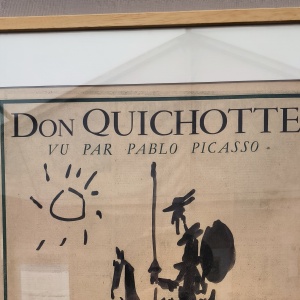 DON QUICHOTTE
VU PAR PABLO PICASSO -